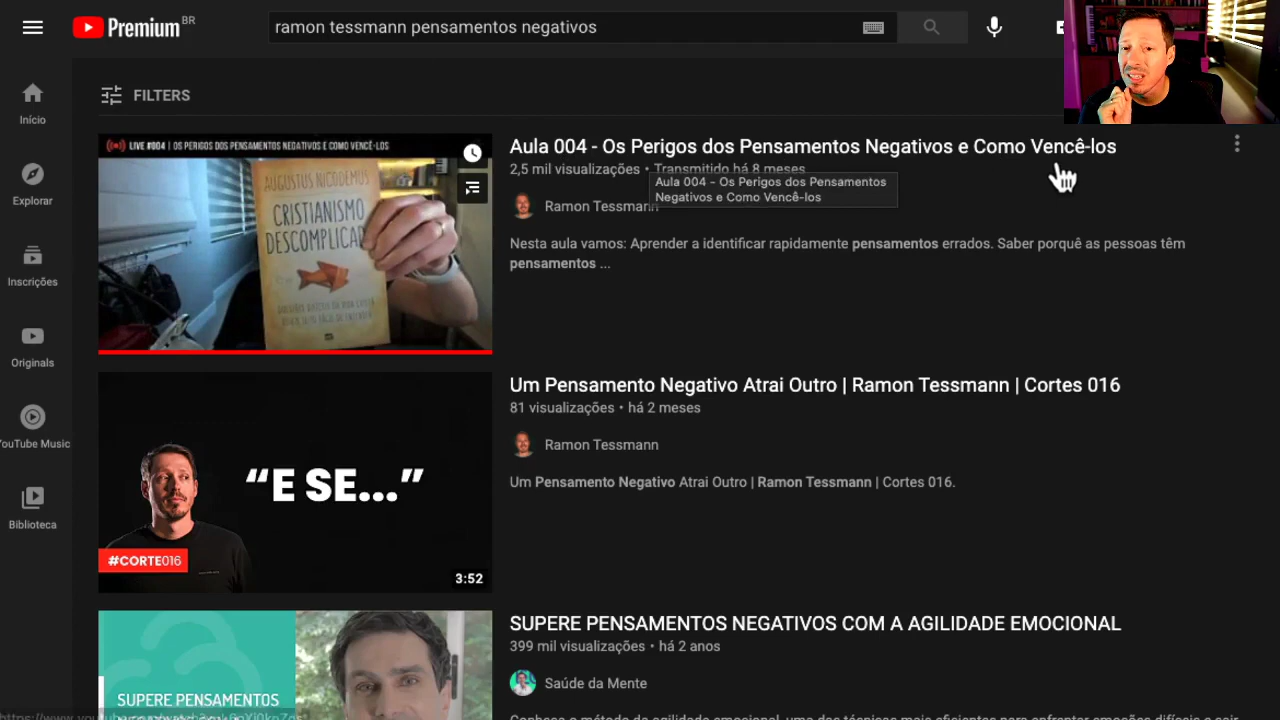 Premium BR
ramon tessmann pensamentos negativos
FILTERS
Início
Explorar
Inscrições
Originals
YouTube Music
Biblioteca
LIVE #004 | OS PERIGOS DOS PENSAMENTOS NEGATIVOS E COMO VENCÊ-LOS
AUGUSTUS NICODEMUS
CRISTIANISMO
DESCOMPLICAD
Aula 004 - Os Perigos dos Pensamentos Negativos e Como Vencê-los
2,5 mil visualizações • Transmitido há 8 meses
Aula 004 - Os Perigos dos Pensamentos
Negativos e Como Vencê-los
Ramon Tessmann
Nesta aula vamos: Aprender a identificar rapidamente pensamentos errados. Saber porquê as pessoas têm
pensamentos ...
"E SE..."
#CORTE016
3:52
Um Pensamento Negativo Atrai Outro | Ramon Tessmann | Cortes 016
81 visualizações • há 2 meses
Ramon Tessmann
Um Pensamento Negativo Atrai Outro | Ramon Tessmann | Cortes 016.
SUPERE PENSAMENTOS
SUPERE PENSAMENTOS NEGATIVOS COM A AGILIDADE EMOCIONAL
399 mil visualizações • há 2 anos
Saúde da Mente